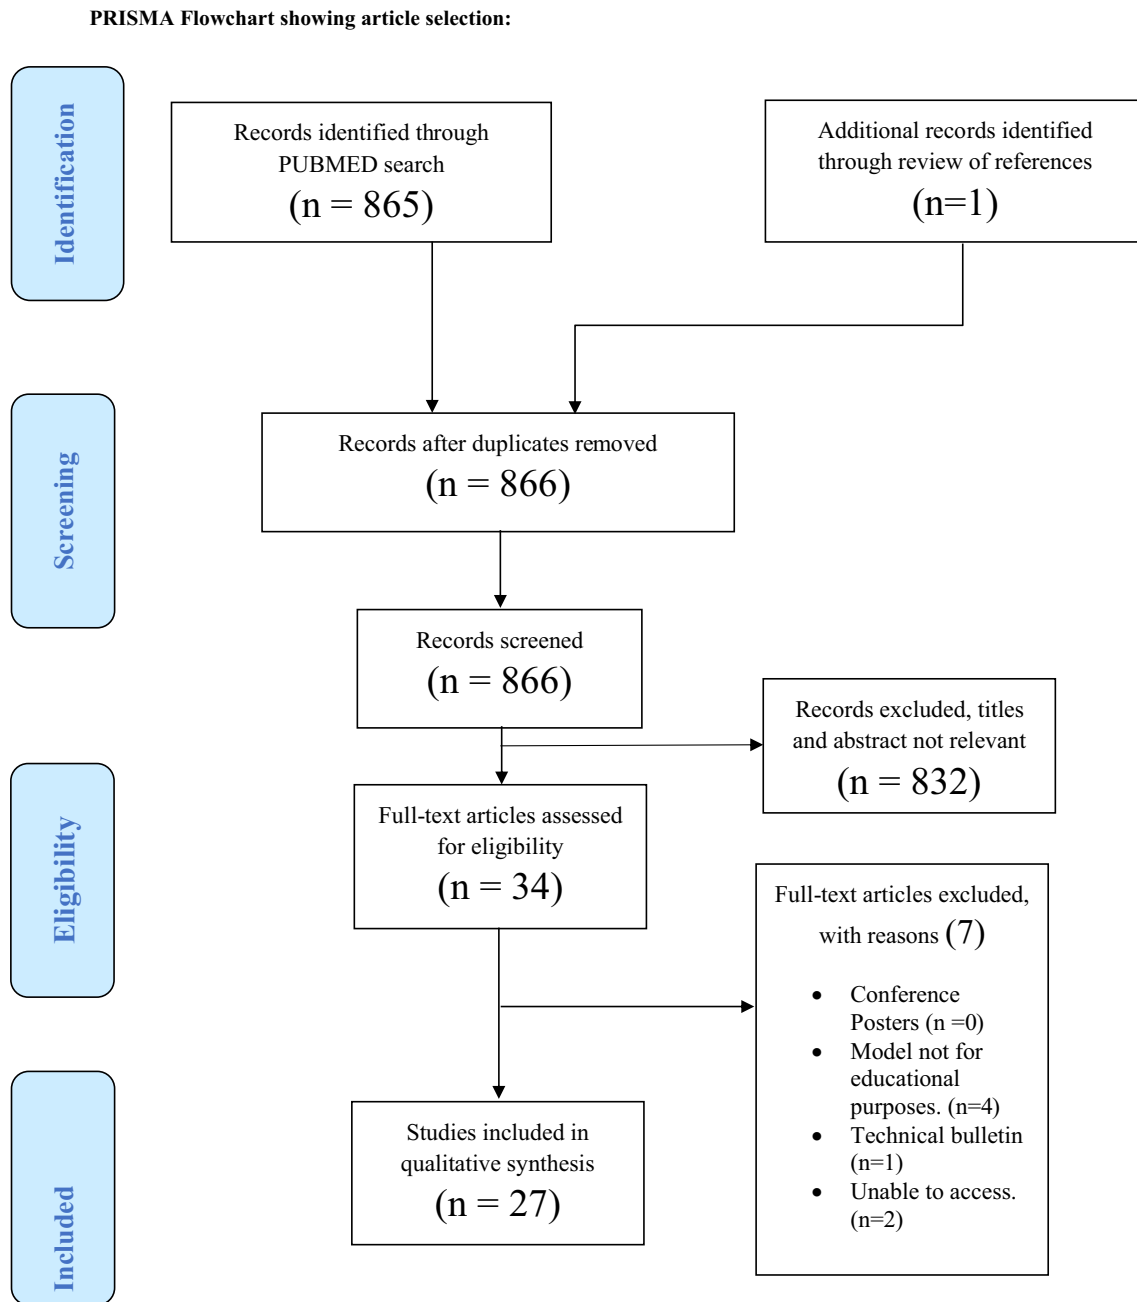 PRISMA Flowchart showing article selection:
Identification
Records identified through
PUBMED search
(n = 865)
Additional records identified
through review of references
(n=1)
Screening
Records after duplicates removed
(n = 866)
Records screened
(n = 866)
Records excluded, titles
and abstract not relevant
(n = 832)
Eligibility
Full-text articles assessed
for eligibility
(n = 34)
Full-text articles excluded,
with reasons (7)
• Conference
Posters (n =0)
• Model not for
educational
purposes. (n=4)
• Technical bulletin
(n=1)
• Unable to access.
(n=2)
Included
Studies included in
qualitative synthesis
(n = 27)